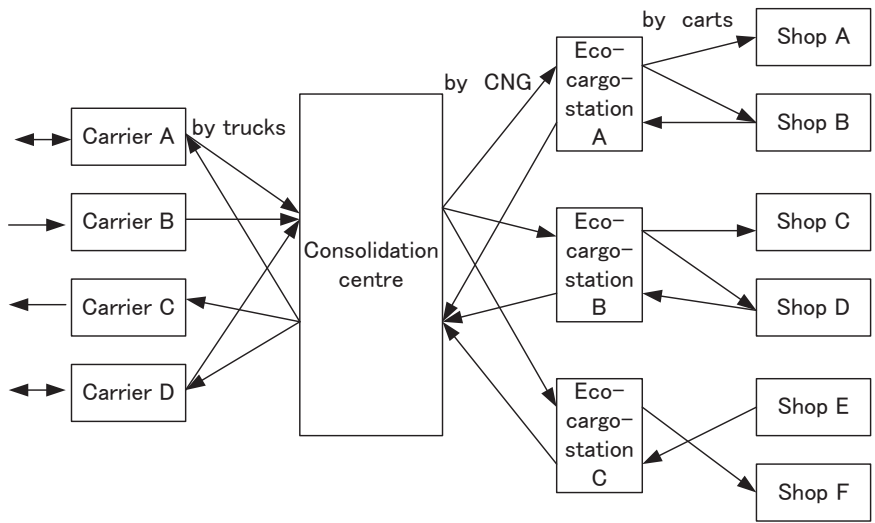 by trucks
Carrier A
Carrier B
Carrier C
Carrier D
Consolidation
centre
by CNG
Eco-
cargo-
station
A
Eco-
cargo-
station
B
Eco-
cargo-
station
C
by carts
Shop A
Shop B
Shop C
Shop D
Shop E
Shop F